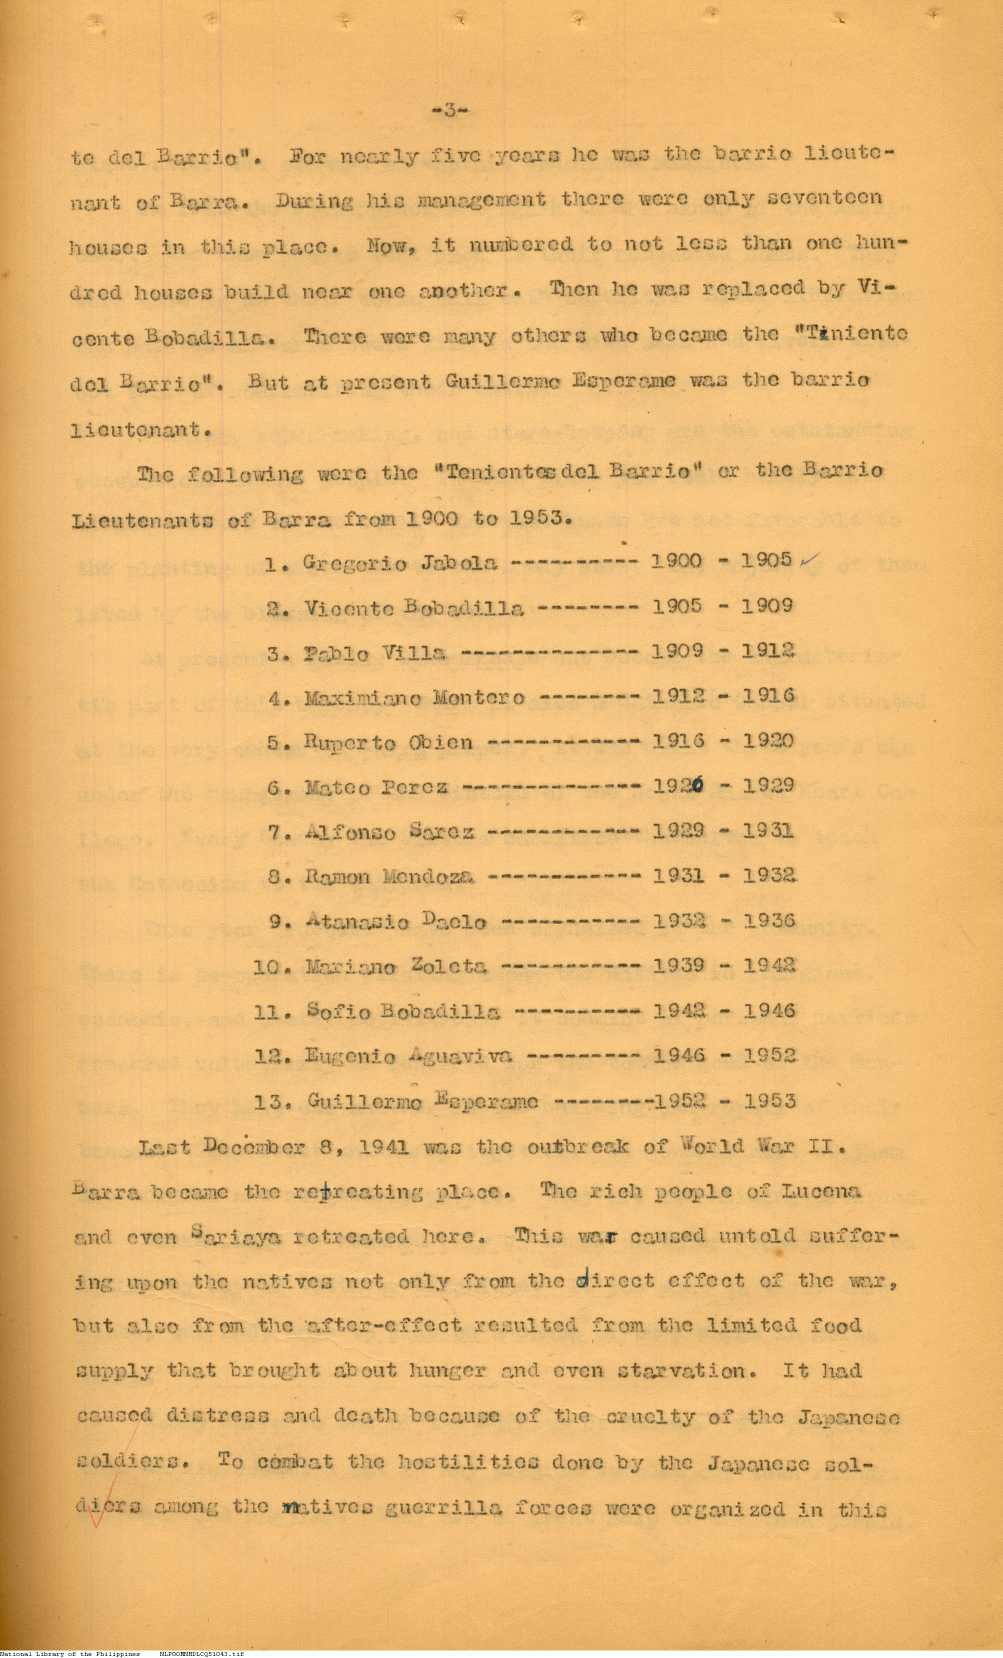 -3-
te del Barrio". For nearly five years he was the barrio lieute-
nant of Barra. During his management there were only seventeen
houses in this place. Now, it numbered to not less than one hun-
dred houses build near one another. Then he was replaced by Vi-
cente Bobadilla. There were many others who became the "Tiniente
del Barrio". But at present Guillermo Esperame was the barrio
lieutenant.
The following were the "Tenientes del Barrio" or the Barrio
Lieutenants of Barra from 1900 to 1953.
1. Gregorio Jabola ---------- 1900 - 1905
2. Vicente Bobadilla -------- 1905 - 1909
3. Pablo Villa -------------- 1909 - 1912
4. Maximiano Montero -------- 1912 - 1916
5. Ruperto Obien ------------ 1916 - 1920
6. Mateo Perez -------------- 1926 - 1929
7. Alfonso Sarez ------------ 1929 - 1931
8. Ramon Mendoza ------------ 1931 - 1932
9. Atanasio Daelo ----------- 1932 - 1936
10. Mariano Zoleta ----------- 1939 - 1942
11. Sofio Bobadilla ---------- 1942 - 1946
12. Eugenio Aguaviva --------- 1946 - 1952
13. Guillermo Esperame --------1952 - 1953
Last December 8, 1941 was the outbreak of World War II.
Barra became the retreating place. The rich people of Lucena
and even Sariaya retreated here. This war caused untold suffer-
ing upon the natives not only from the direct effect of the war,
but also from the after-effect resulted from the limited food
supply that brought about hunger and even starvation. It had
caused distress and death because of the cruelty of the Japanese
soldiers. To combat the hostilities done by the Japanese sol-
diers among the natives guerrilla forces were organized in this
National Library of the Philippines NLPOOMNHDLCQ51043.tif